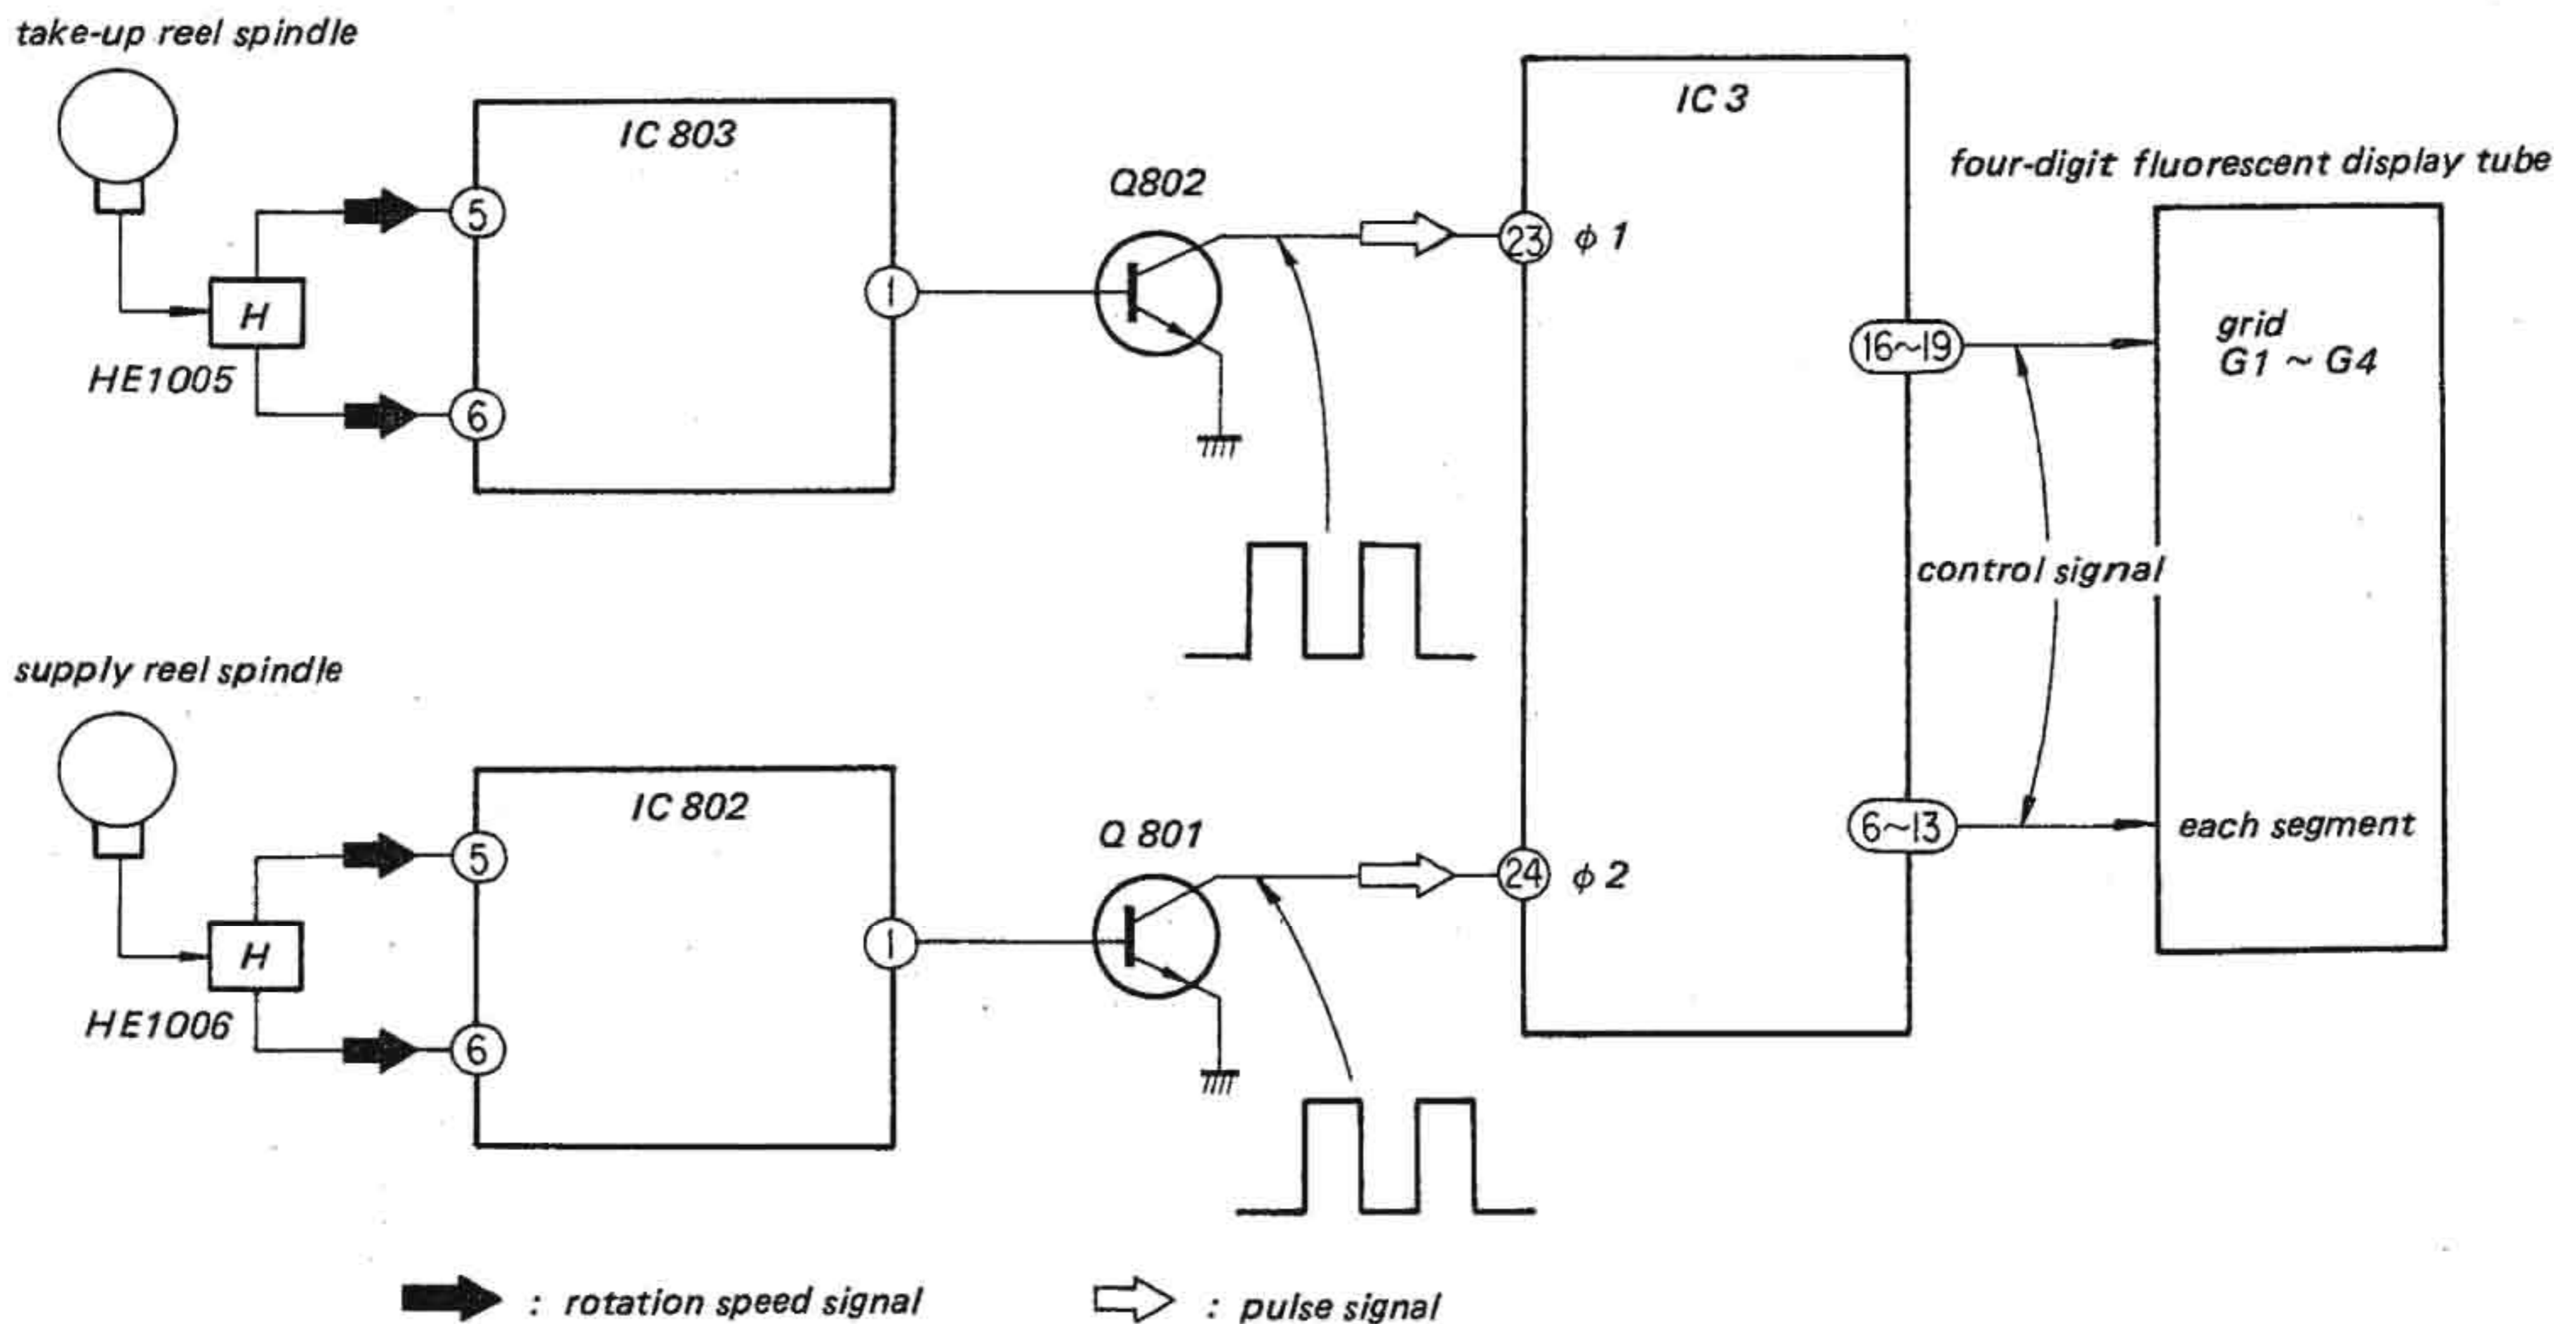 take-up reel spindle
IC 803
5
6
1
H
HE1005
Q802
IC 3
23 φ 1
16~19
four-digit fluorescent display tube
grid
G1 ~ G4
control signal
supply reel spindle
IC 802
5
6
1
H
HE1006
Q 801
24 φ 2
6~13
each segment
: rotation speed signal
: pulse signal